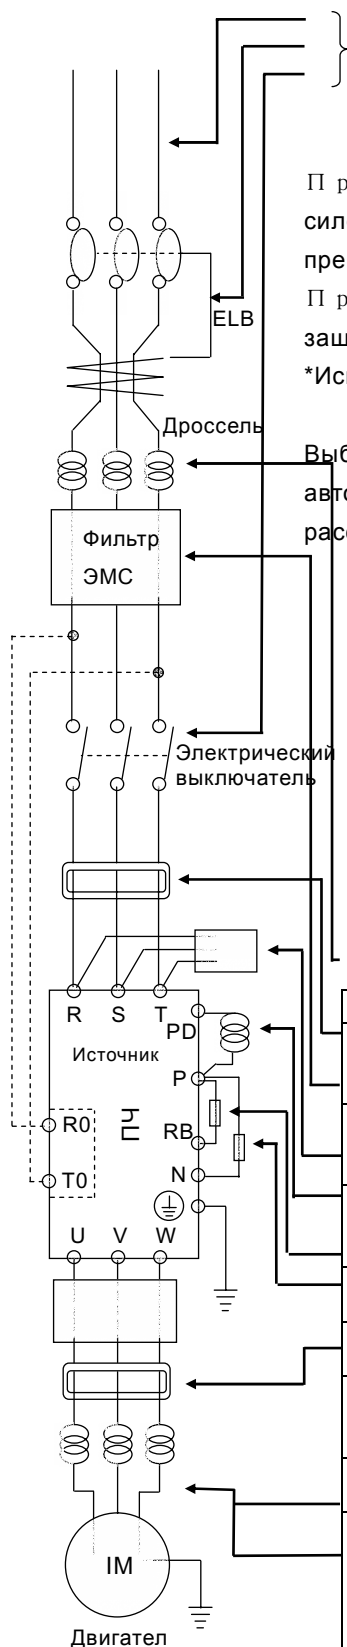 П р
сил
пре
П р
ELB
защ
*Исп
Дроссель
Выб
авто
расс
Фильтр
ЭМС
Электрический
выключатель
R S T
PD
Источник
P
ПЧ
R0
RB
N
T0
U V W
IM
Двигател